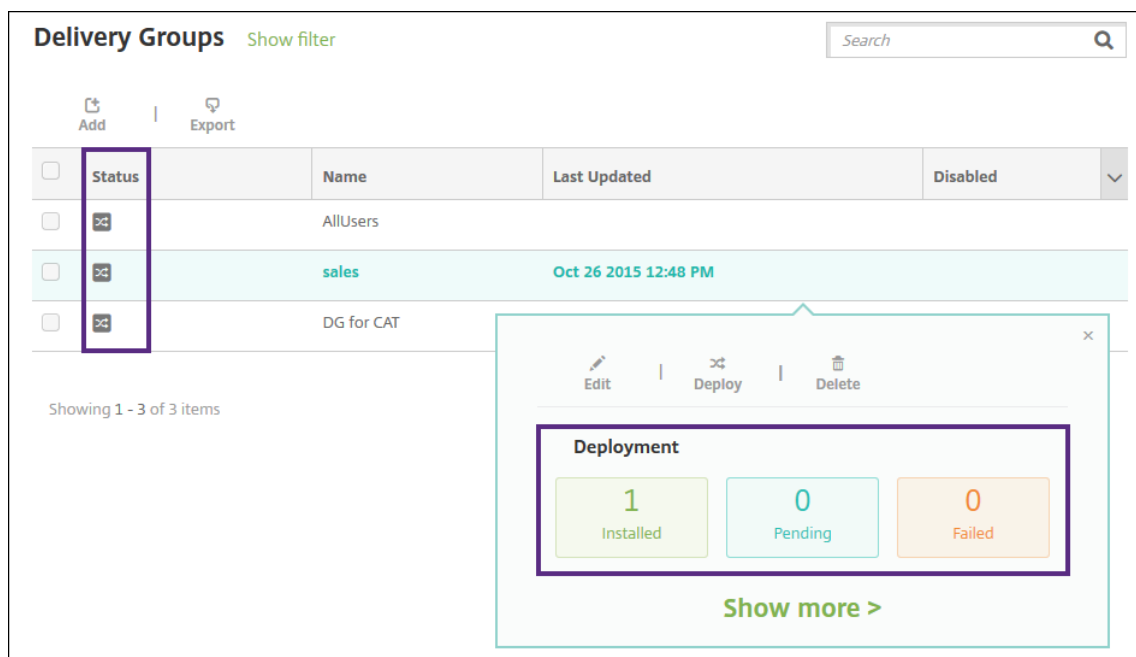 Delivery Groups Show filter Search
Add | Export
Status Name Last Updated Disabled
AllUsers
sales Oct 26 2015 12:48 PM
DG for CAT
Showing 1 - 3 of 3 items
Edit | Deploy | Delete
Deployment
1 0 0
Installed Pending Failed
Show more >